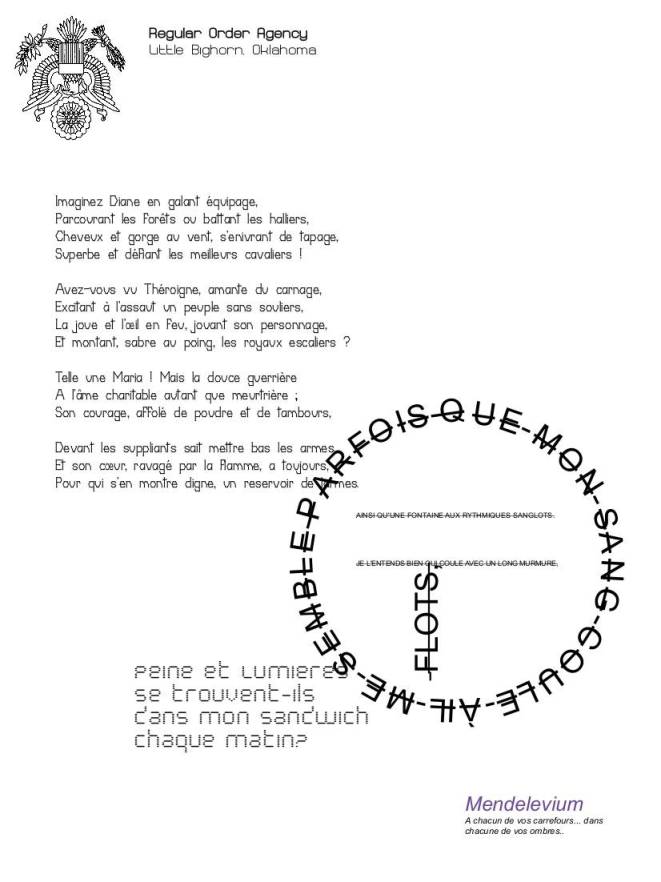 Regular Order Agency
Little Bighorn. Oklahoma
Imaginez Diane en galant équipage,
Parcourant les forêts ou battant les halliers,
Cheveux et gorge au vent, s'enivrant de tapage,
Superbe et défiant les meilleurs cavaliers !
Avez-vous vu Théroigne, amante du carnage,
Excitant à l'assaut un peuple sans souliers,
La joue et l'œil en feu, jouant son personnage,
Et montant, sabre au poing, les royaux escaliers ?
Telle une Maria ! Mais la douce guerrière
A l'âme charitable autant que meurtrière ;
Son courage, affolé de poudre et de tambours,
Devant les suppliants sait mettre bas les armes,
Et son cœur, ravagé par la flamme, a toujours,
Pour qui s'en montre digne, un reservoir de larmes.
IL ME SEMBLE PARFOIS QUE MON SANG COULE À
FLOTS,
AINSI QU'UNE FONTAINE AUX RYTHMIQUES SANGLOTS.
JE L'ENTENDS BIEN QUI COULE AVEC UN LONG MURMURE,
Peine et Lumieres
se trouvent-ils
dans mon sandwich
chaque matin?
Mendelevium
A chacun de vos carrefours... dans
chacune de vos ombres..